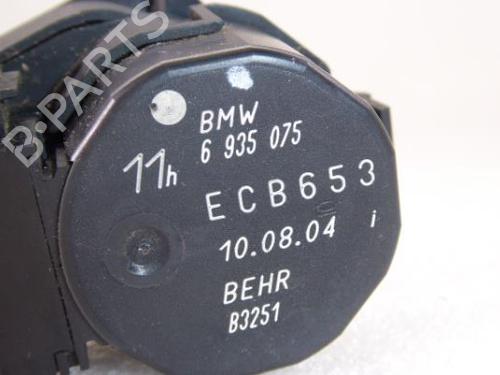 B-PARTS
BMW
6 935 075
11h
ECB653
10.08.04 i
BEHR
B3251